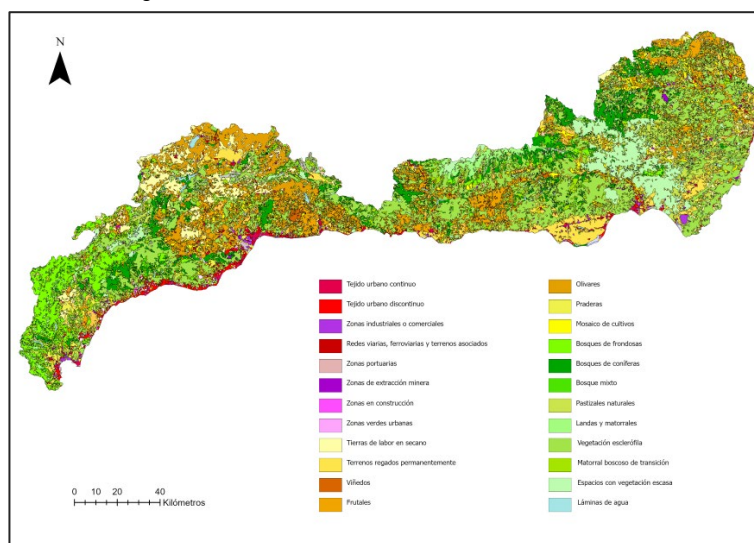 N
Tejido urbano continuo
Tejido urbano discontinuo
Zonas industriales o comerciales
Redes viarias, ferroviarias y terrenos asociados
Zonas portuarias
Zonas de extracción minera
Zonas en construcción
Zonas verdes urbanas
Tierras de labor en secano
Terrenos regados permanentemente
Viñedos
Frutales
Olivares
Praderas
Mosaico de cultivos
Bosques de frondosas
Bosques de coníferas
Bosque mixto
Pastizales naturales
Landas y matorrales
Vegetación esclerófila
Matorral boscoso de transición
Espacios con vegetación escasa
Láminas de agua
0 5 10 20 30 40
Kilómetros